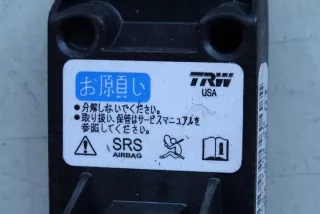 お願い
TRW
USA
●分解しないでください。
●取り扱い、保管はサービスマニュアルを
参照してください。
SRS
AIRBAG